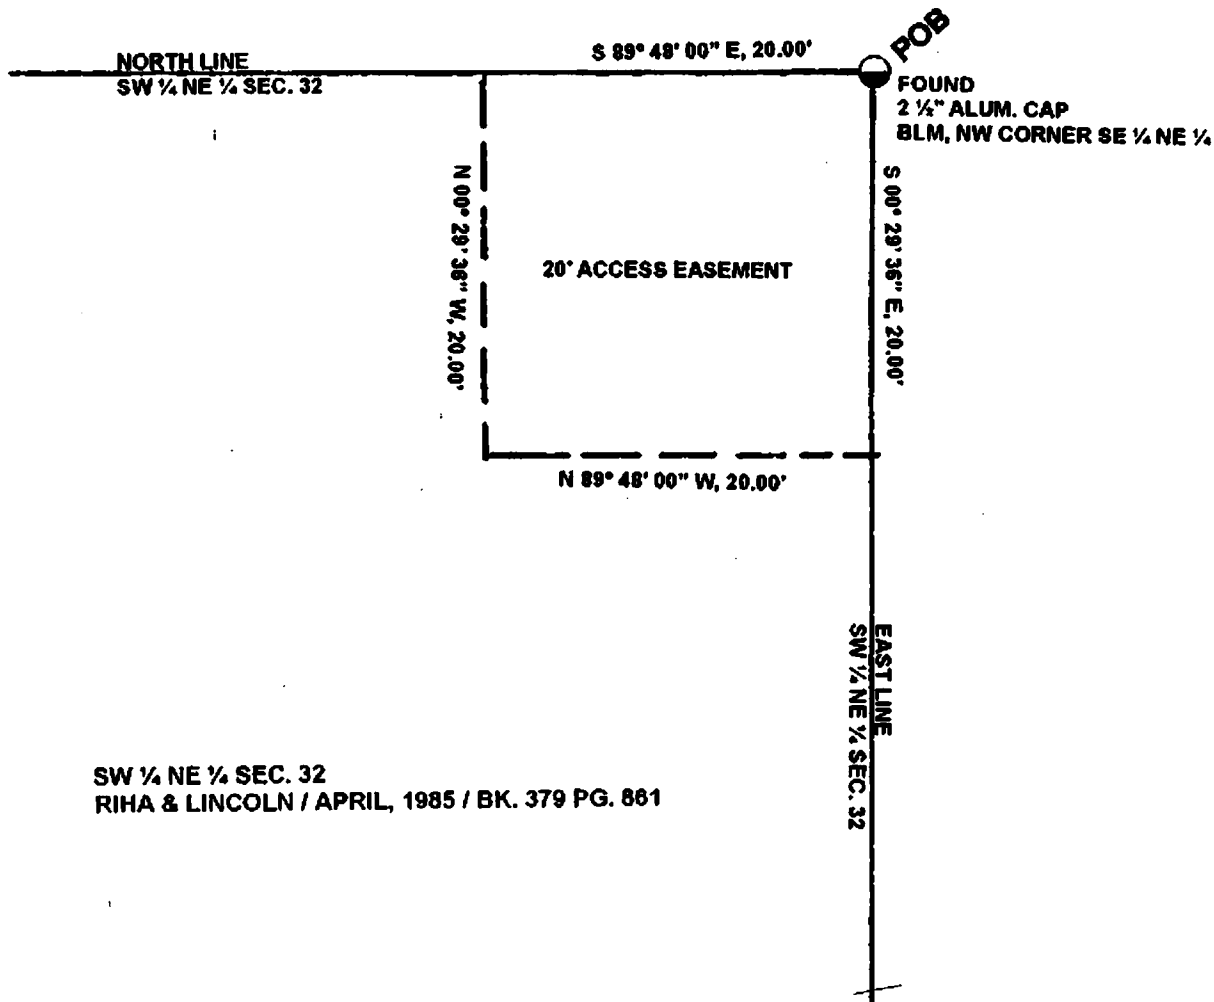 POB
S 89° 48' 00" E, 20.00'
NORTH LINE
SW ¼ NE ¼ SEC. 32
FOUND
2 ½" ALUM. CAP
BLM, NW CORNER SE ¼ NE ¼
N 00° 29' 36" W, 20.00'
S 00° 29' 36" E, 20.00'
20' ACCESS EASEMENT
N 89° 48' 00" W, 20.00'
EAST LINE
SW ¼ NE ¼ SEC. 32
SW ¼ NE ¼ SEC. 32
RIHA & LINCOLN / APRIL, 1985 / BK. 379 PG. 861